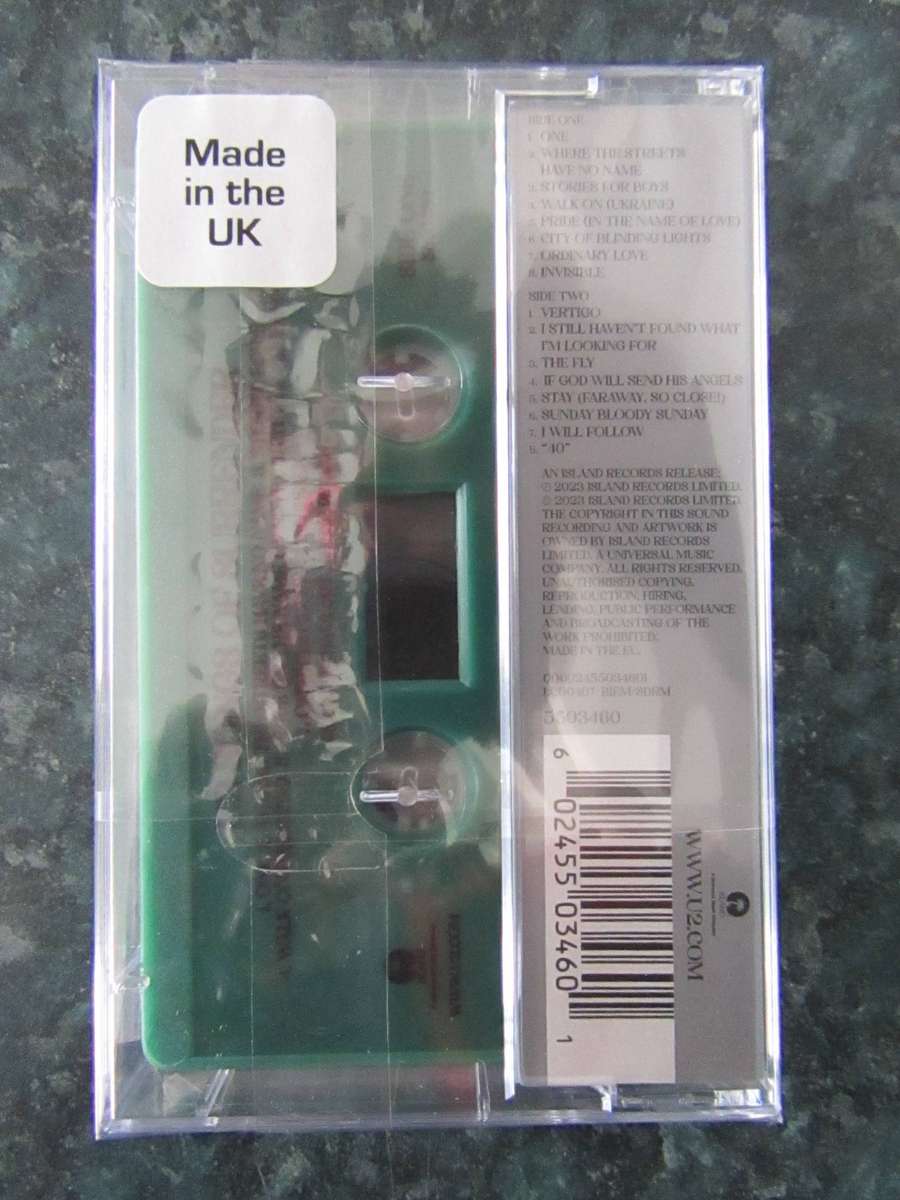 Made
in the
UK
SIDE ONE
1. ONE
2. WHERE THE STREETS
HAVE NO NAME
3. STORIES FOR BOYS
4. WALK ON (UKRAINE)
5. PRIDE (IN THE NAME OF LOVE)
6. CITY OF BLINDING LIGHTS
7. ORDINARY LOVE
8. INVISIBLE
SIDE TWO
1. VERTIGO
2. I STILL HAVEN'T FOUND WHAT
I'M LOOKING FOR
3. THE FLY
4. IF GOD WILL SEND HIS ANGELS
5. STAY (FARAWAY, SO CLOSE!)
6. SUNDAY BLOODY SUNDAY
7. I WILL FOLLOW
8. "40"
AN ISLAND RECORDS RELEASE;
℗ 2023 ISLAND RECORDS LIMITED.
© 2023 ISLAND RECORDS LIMITED.
THE COPYRIGHT IN THIS SOUND
RECORDING AND ARTWORK IS
OWNED BY ISLAND RECORDS
LIMITED. A UNIVERSAL MUSIC
COMPANY. ALL RIGHTS RESERVED.
UNAUTHORISED COPYING,
REPRODUCTION, HIRING,
LENDING, PUBLIC PERFORMANCE
AND BROADCASTING OF THE
WORK PROHIBITED.
MADE IN THE EU.
00602455034601
LC00407 BIEM/SDRM
5503460
6 02455 03460 1
WWW.U2.COM